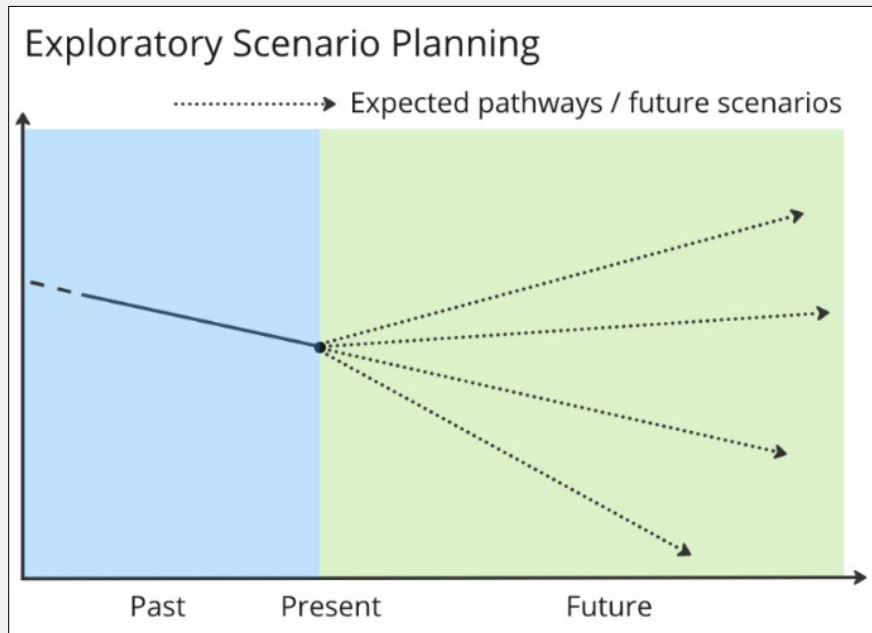 Exploratory Scenario Planning
Expected pathways / future scenarios
Past
Present
Future